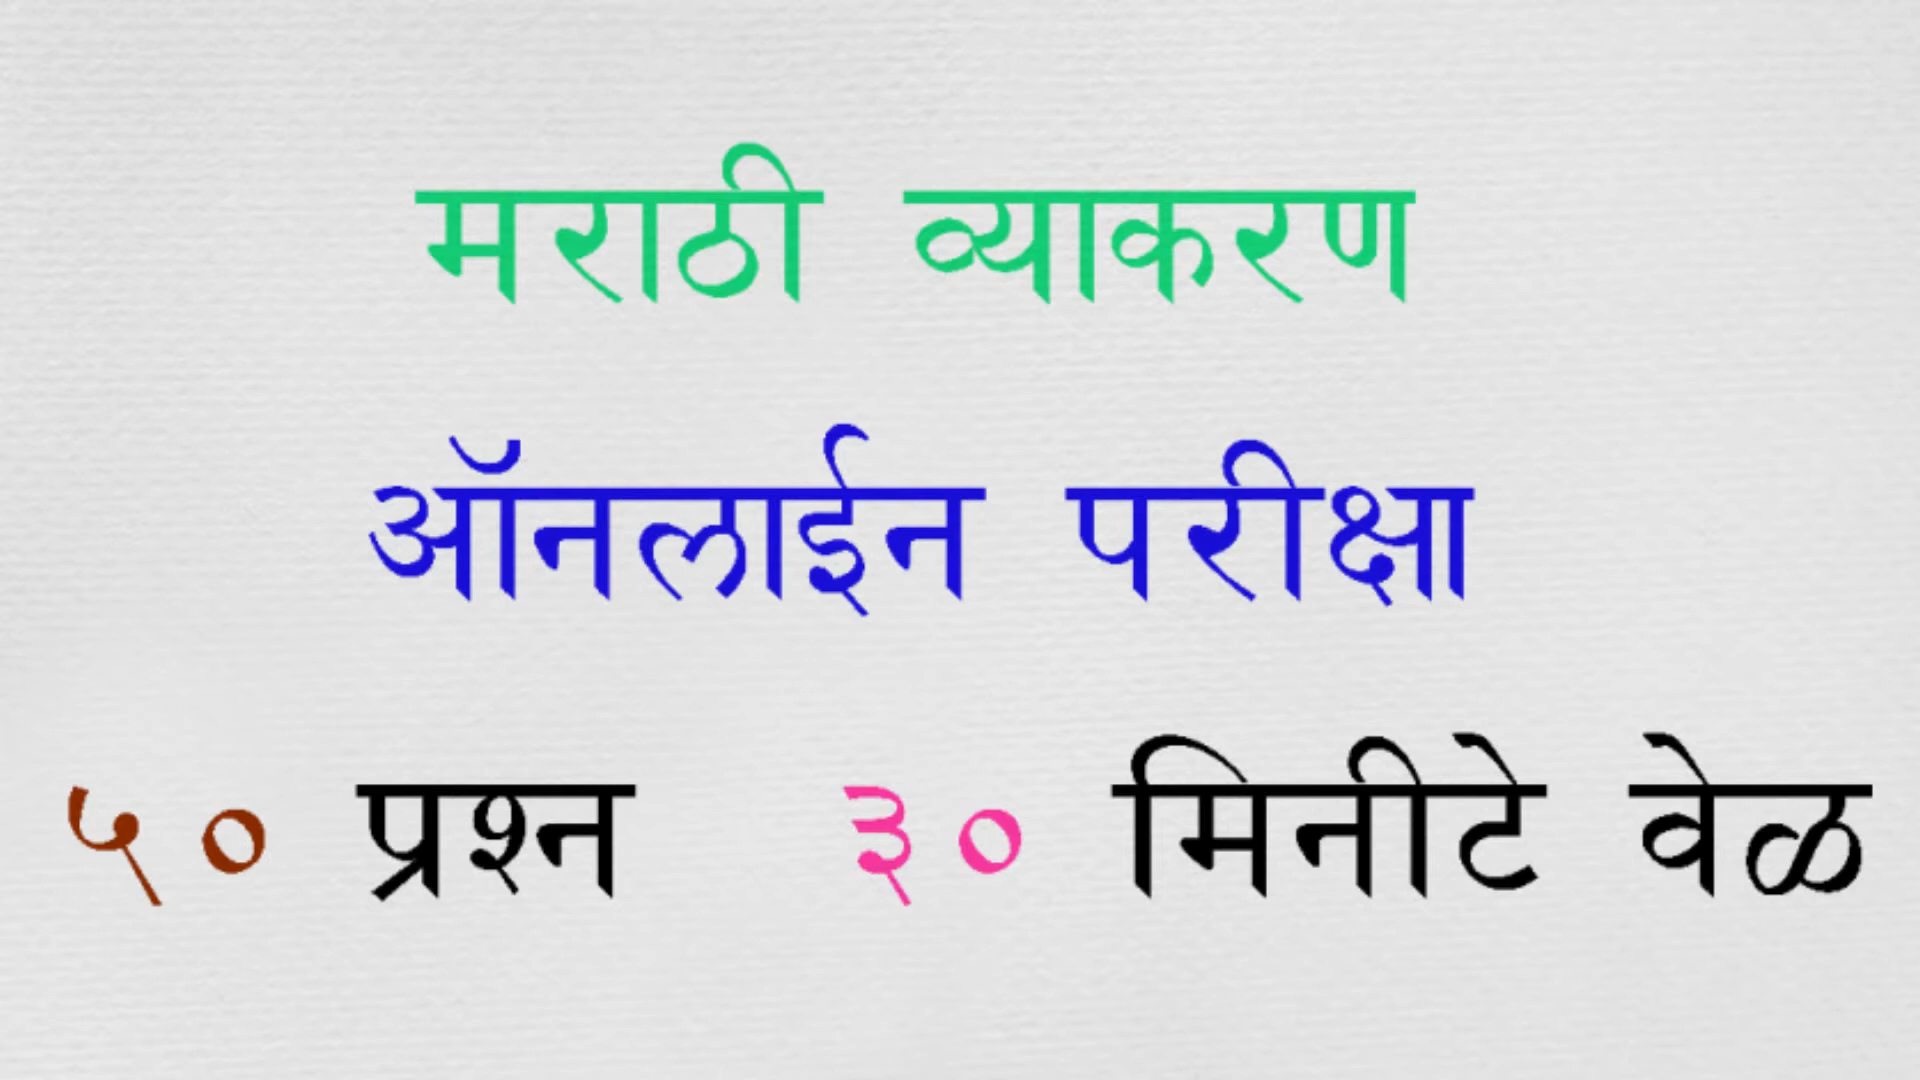 मराठी व्याकरण
ऑनलाईन परीक्षा
५० प्रश्न ३० मिनीटे वेळ